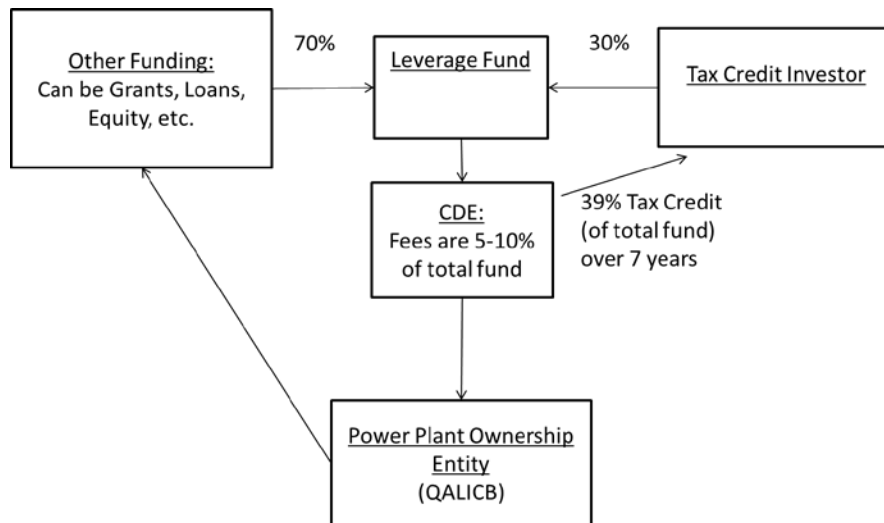 Other Funding:
Can be Grants, Loans,
Equity, etc.
70%
Leverage Fund
30%
Tax Credit Investor
CDE:
Fees are 5-10%
of total fund
39% Tax Credit
(of total fund)
over 7 years
Power Plant Ownership
Entity
(QALICB)